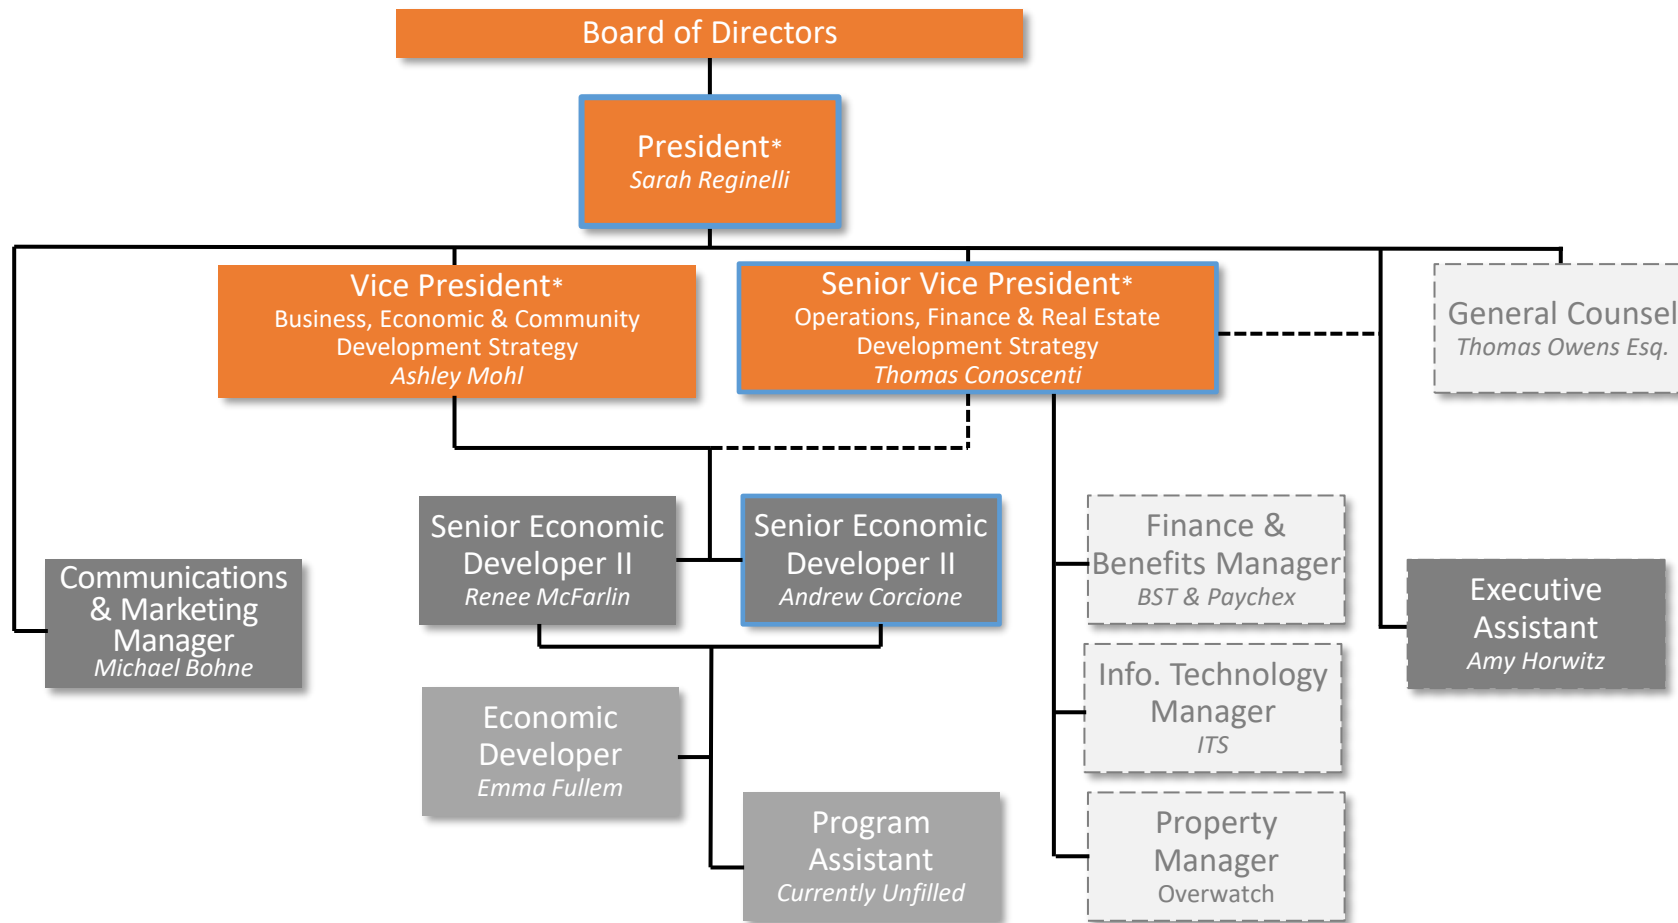 Board of Directors
President*
Sarah Reginelli
Vice President*
Business, Economic & Community
Development Strategy
Ashley Mohl
Senior Vice President*
Operations, Finance & Real Estate
Development Strategy
Thomas Conoscenti
General Counsel
Thomas Owens Esq.
Senior Economic
Developer II
Renee McFarlin
Senior Economic
Developer II
Andrew Corcione
Finance &
Benefits Manager
BST & Paychex
Communications
& Marketing
Manager
Michael Bohne
Executive
Assistant
Amy Horwitz
Info. Technology
Manager
ITS
Economic
Developer
Emma Fullem
Program
Assistant
Currently Unfilled
Property
Manager
Overwatch